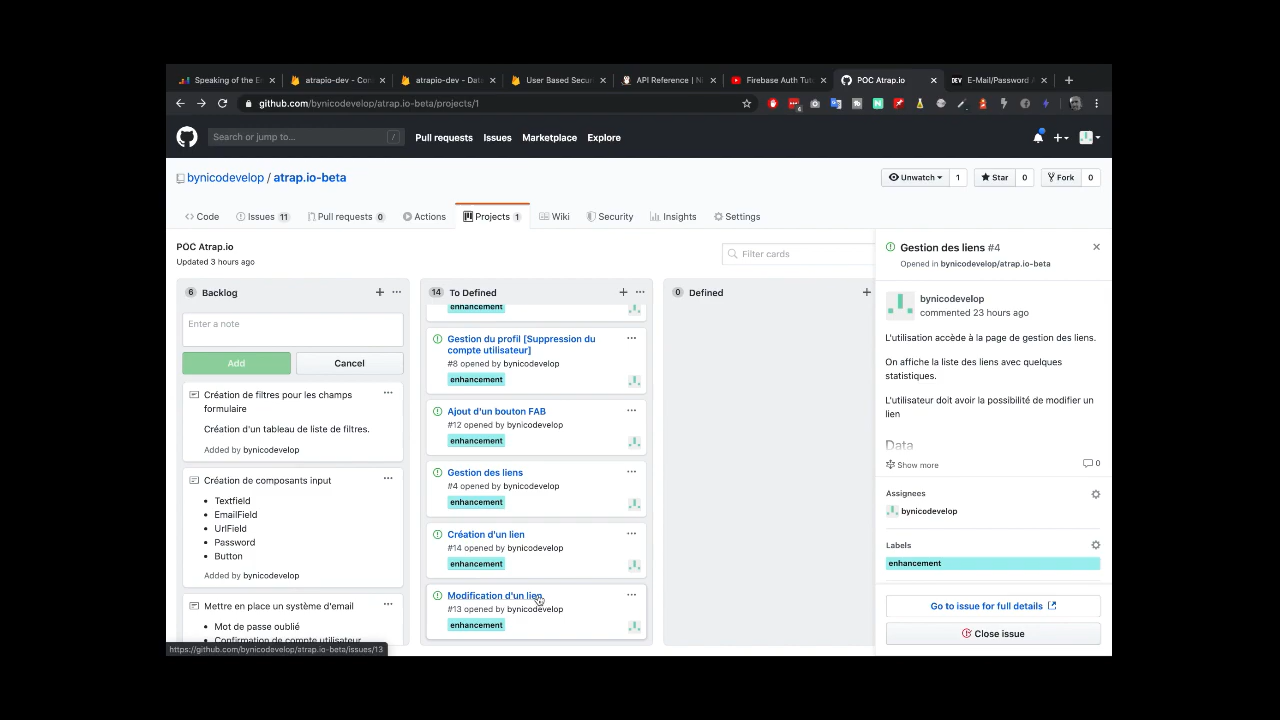 Speaking of the E
atrapio-dev - Con
atrapio-dev - Dat
User Based Secur
API Reference | Ni
Firebase Auth Tut
POC Atrap.io
DEV E-Mail/Password
github.com/bynicodevelop/atrap.io-beta/projects/1
Search or jump to... /
Pull requests Issues Marketplace Explore
bynicodevelop / atrap.io-beta
Unwatch 1 Star 0 Fork 0
Code Issues 11 Pull requests 0 Actions Projects 1 Wiki Security Insights Settings
POC Atrap.io
Updated 3 hours ago
Filter cards
6 Backlog
Enter a note
Add Cancel
Création de filtres pour les champs
formulaire
Création d'un tableau de liste de filtres.
Added by bynicodevelop
Création de composants input
Textfield
EmailField
UrlField
Password
Button
Added by bynicodevelop
Mettre en place un système d'email
Mot de passe oublié
Confirmation de compte utilisateur
14 To Defined
enhancement
Gestion du profil [Suppression du
compte utilisateur]
#8 opened by bynicodevelop
enhancement
Ajout d'un bouton FAB
#12 opened by bynicodevelop
enhancement
Gestion des liens
#4 opened by bynicodevelop
enhancement
Création d'un lien
#14 opened by bynicodevelop
enhancement
Modification d'un lien
#13 opened by bynicodevelop
enhancement
0 Defined
Gestion des liens #4
Opened in bynicodevelop/atrap.io-beta
bynicodevelop
commented 23 hours ago
L'utilisation accède à la page de gestion des liens.
On affiche la liste des liens avec quelques
statistiques.
L'utilisateur doit avoir la possibilité de modifier un
lien
Data
Show more 0
Assignees
bynicodevelop
Labels
enhancement
Go to issue for full details
Close issue
https://github.com/bynicodevelop/atrap.io-beta/issues/13